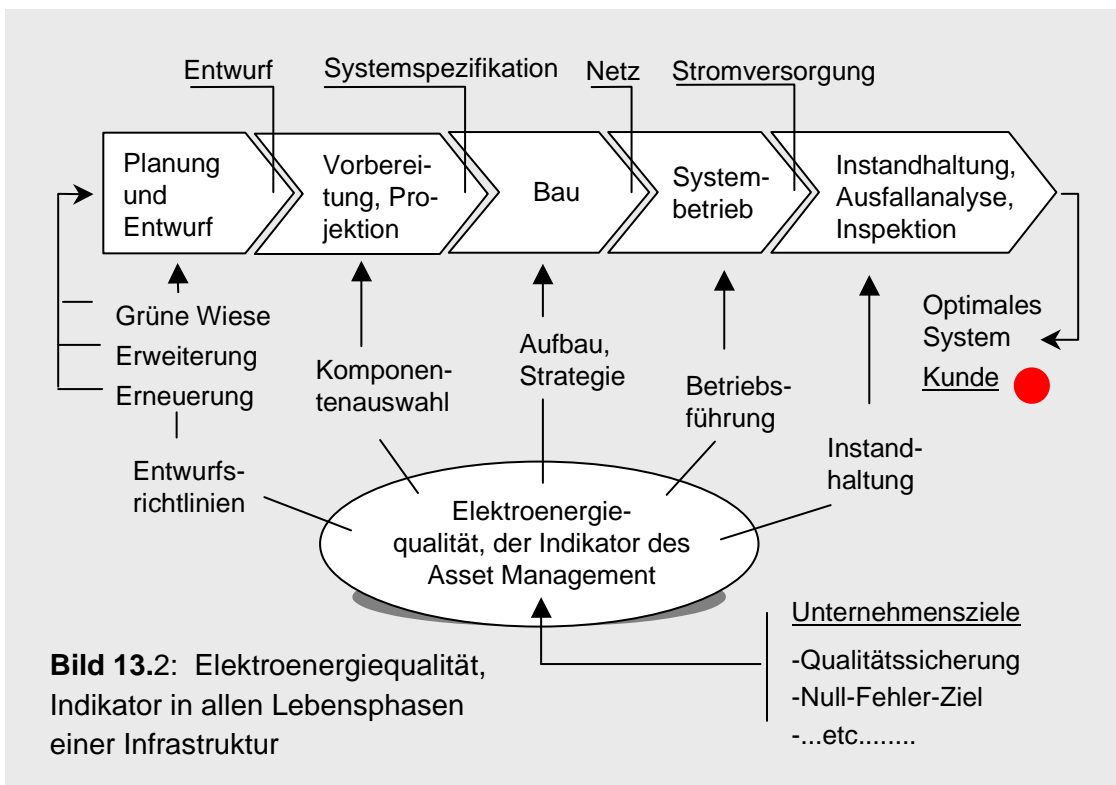 Entwurf
Systemspezifikation
Netz
Stromversorgung
Planung
und
Entwurf
Vorberei-
tung, Pro-
jektion
Bau
System-
betrieb
Instandhaltung,
Ausfallanalyse,
Inspektion
Grüne Wiese
Erweiterung
Erneuerung
Komponen-
tenauswahl
Aufbau,
Strategie
Betriebs-
führung
Optimales
System
Kunde
Entwurfs-
richtlinien
Instand-
haltung
Elektroenergie-
qualität, der Indikator des
Asset Management
Unternehmensziele
-Qualitätssicherung
-Null-Fehler-Ziel
-...etc........
Bild 13.2: Elektroenergiequalität,
Indikator in allen Lebensphasen
einer Infrastruktur